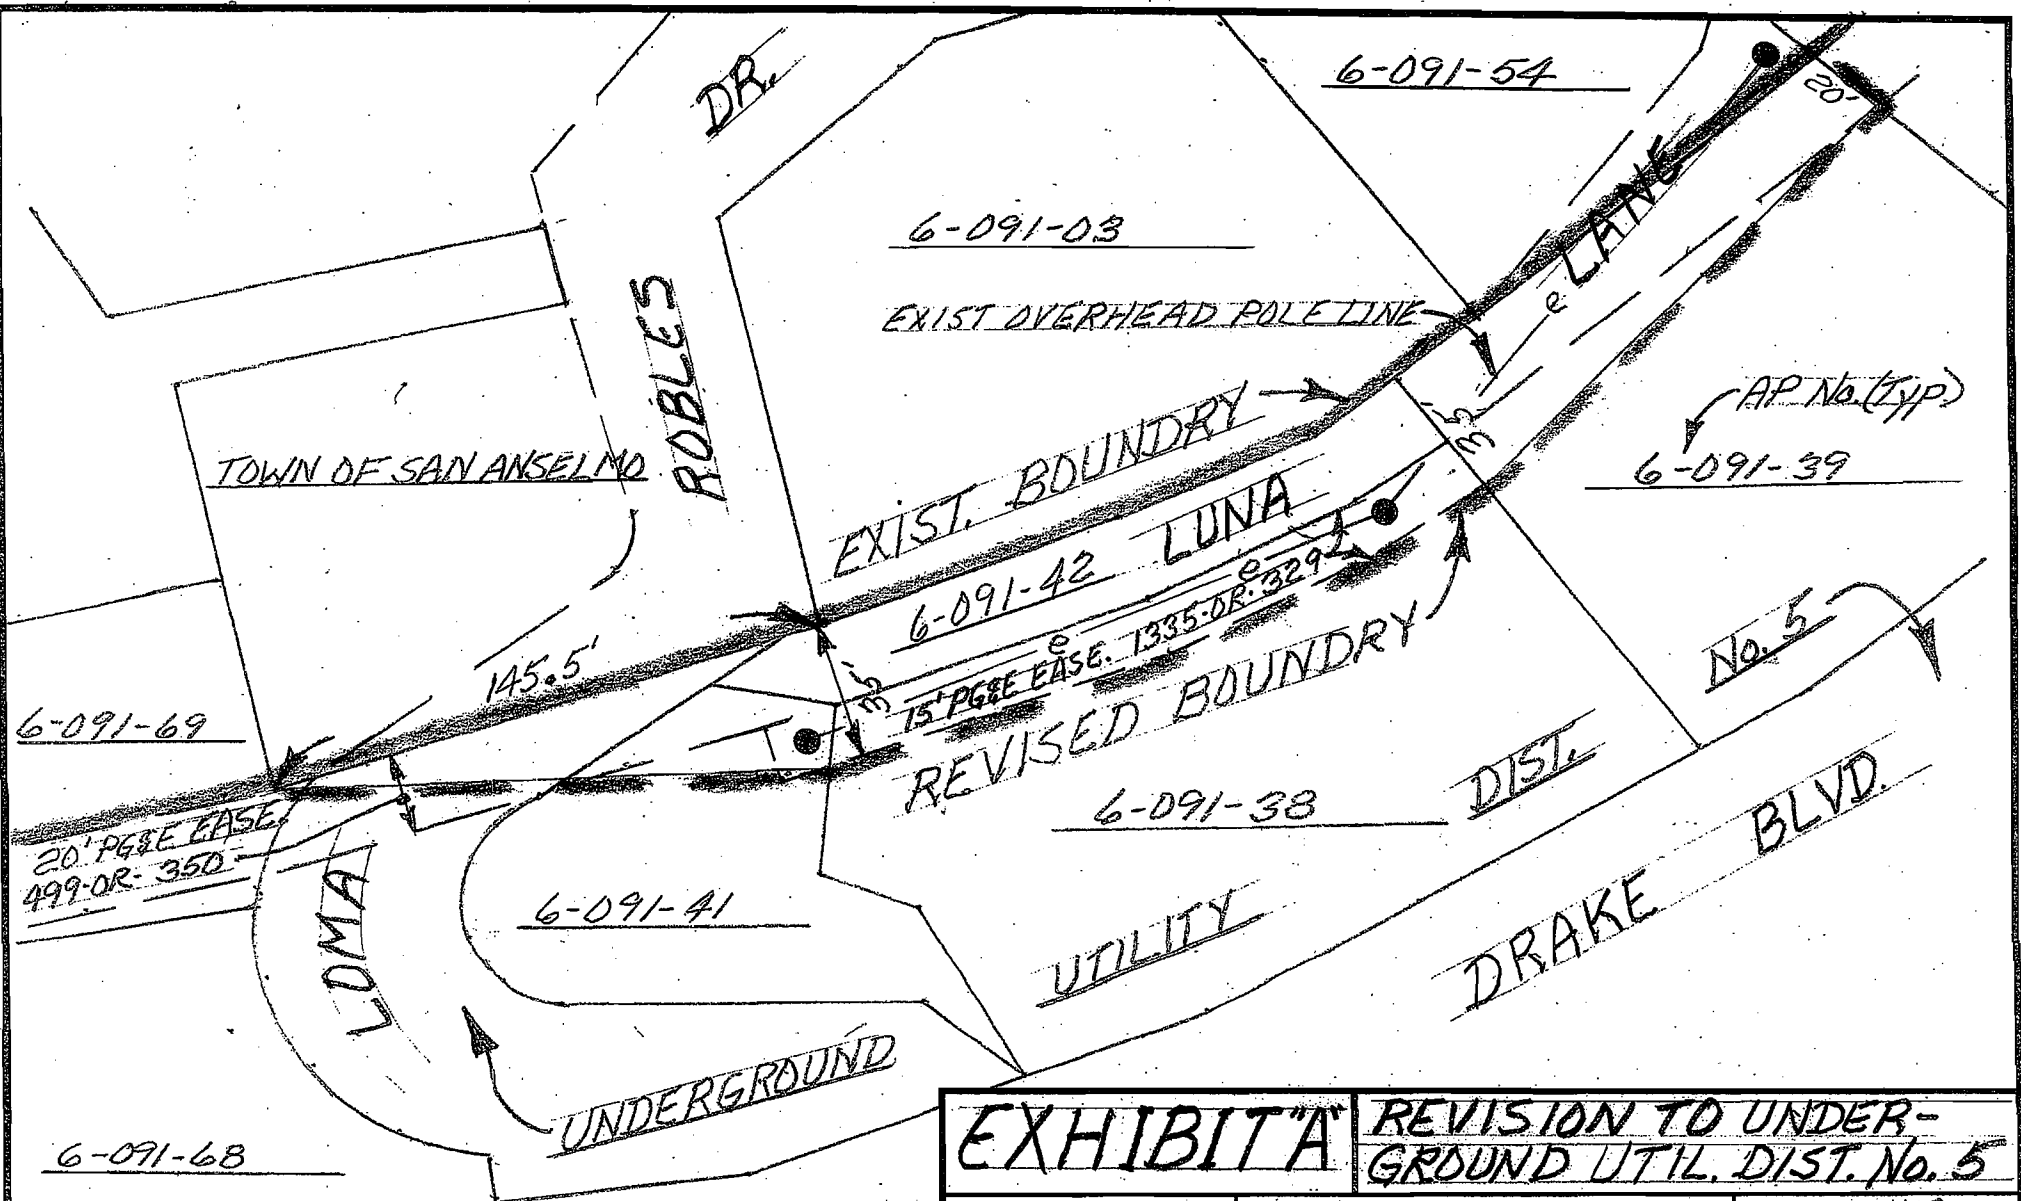 DR.
6-091-54
20'
LANE
6-091-03
EXIST OVERHEAD POLE LINE
e
ROBLES
AP No. (TYP)
6-091-39
TOWN OF SAN ANSELMO
EXIST. BOUNDRY
35'
LUNA
6-091-42
e
e
15' PG&E EASE. 1335-OR-329
REVISED BOUNDRY
35'
145.5'
No. 5
6-091-69
DIST.
6-091-38
BLVD.
20' PG&E EASE.
499-OR-350
LOMA
6-091-41
UTILITY
DRAKE
UNDERGROUND
6-091-68
EXHIBIT "A"
REVISION TO UNDER-
GROUND UTIL. DIST. No. 5